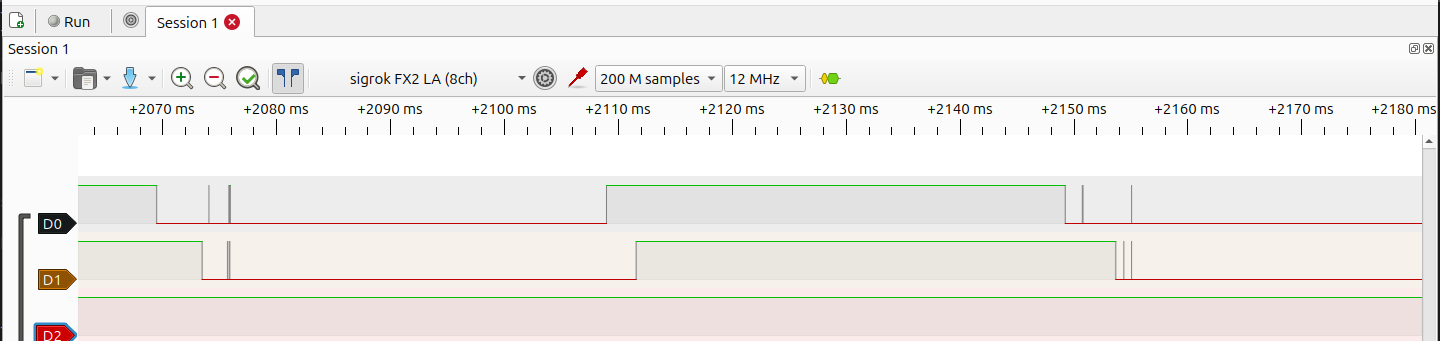 Run
Session 1
Session 1
sigrok FX2 LA (8ch)
200 M samples
12 MHz
+2070 ms +2080 ms +2090 ms +2100 ms +2110 ms +2120 ms +2130 ms +2140 ms +2150 ms +2160 ms +2170 ms +2180 ms
D0
D1
D2